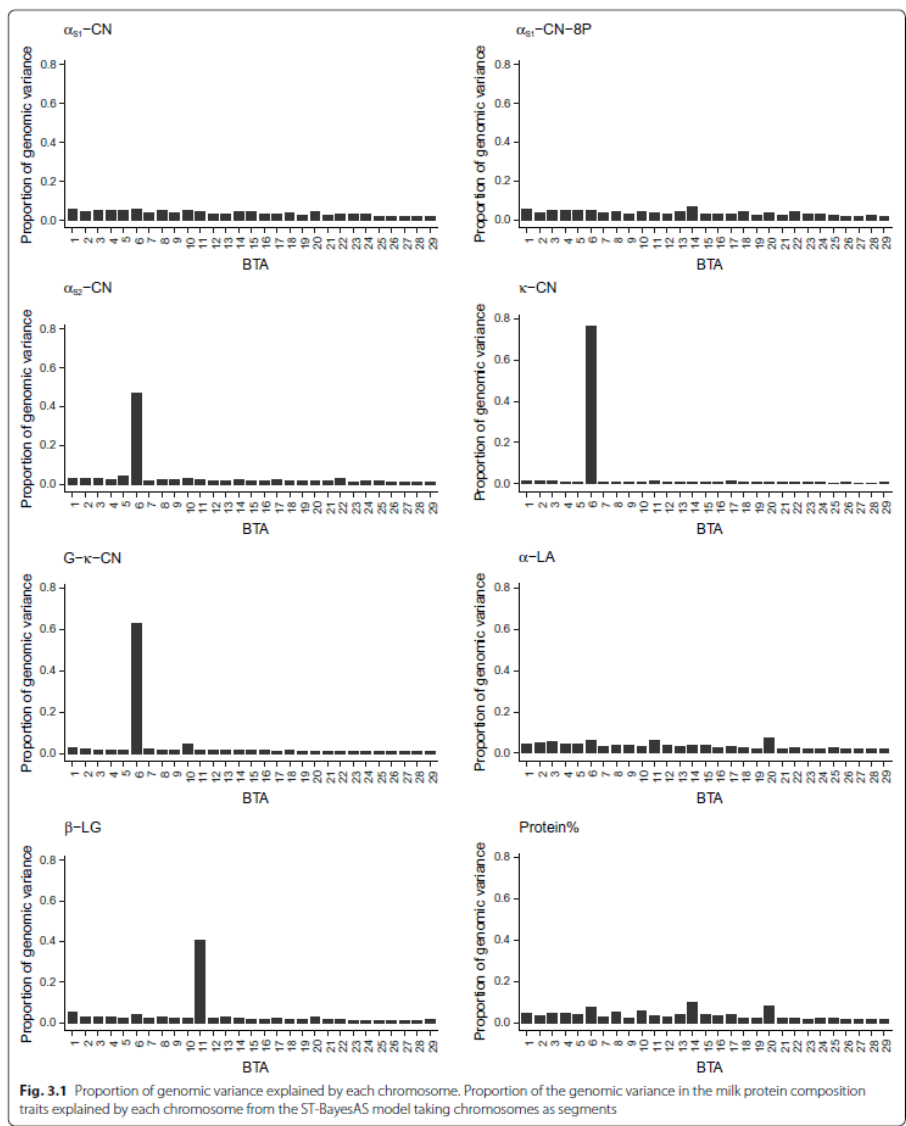 αS1−CN
Proportion of genomic variance
0.8
0.6
0.4
0.2
0.0
1 2 3 4 5 6 7 8 9 10 11 12 13 14 15 16 17 18 19 20 21 22 23 24 25 26 27 28 29
BTA
αS1−CN−8P
Proportion of genomic variance
0.8
0.6
0.4
0.2
0.0
1 2 3 4 5 6 7 8 9 10 11 12 13 14 15 16 17 18 19 20 21 22 23 24 25 26 27 28 29
BTA
αS2−CN
Proportion of genomic variance
0.8
0.6
0.4
0.2
0.0
1 2 3 4 5 6 7 8 9 10 11 12 13 14 15 16 17 18 19 20 21 22 23 24 25 26 27 28 29
BTA
κ−CN
Proportion of genomic variance
0.8
0.6
0.4
0.2
0.0
1 2 3 4 5 6 7 8 9 10 11 12 13 14 15 16 17 18 19 20 21 22 23 24 25 26 27 28 29
BTA
G−κ−CN
Proportion of genomic variance
0.8
0.6
0.4
0.2
0.0
1 2 3 4 5 6 7 8 9 10 11 12 13 14 15 16 17 18 19 20 21 22 23 24 25 26 27 28 29
BTA
α−LA
Proportion of genomic variance
0.8
0.6
0.4
0.2
0.0
1 2 3 4 5 6 7 8 9 10 11 12 13 14 15 16 17 18 19 20 21 22 23 24 25 26 27 28 29
BTA
β−LG
Proportion of genomic variance
0.8
0.6
0.4
0.2
0.0
1 2 3 4 5 6 7 8 9 10 11 12 13 14 15 16 17 18 19 20 21 22 23 24 25 26 27 28 29
BTA
Protein%
Proportion of genomic variance
0.8
0.6
0.4
0.2
0.0
1 2 3 4 5 6 7 8 9 10 11 12 13 14 15 16 17 18 19 20 21 22 23 24 25 26 27 28 29
BTA
Fig. 3.1 Proportion of genomic variance explained by each chromosome. Proportion of the genomic variance in the milk protein composition
traits explained by each chromosome from the ST-BayesAS model taking chromosomes as segments